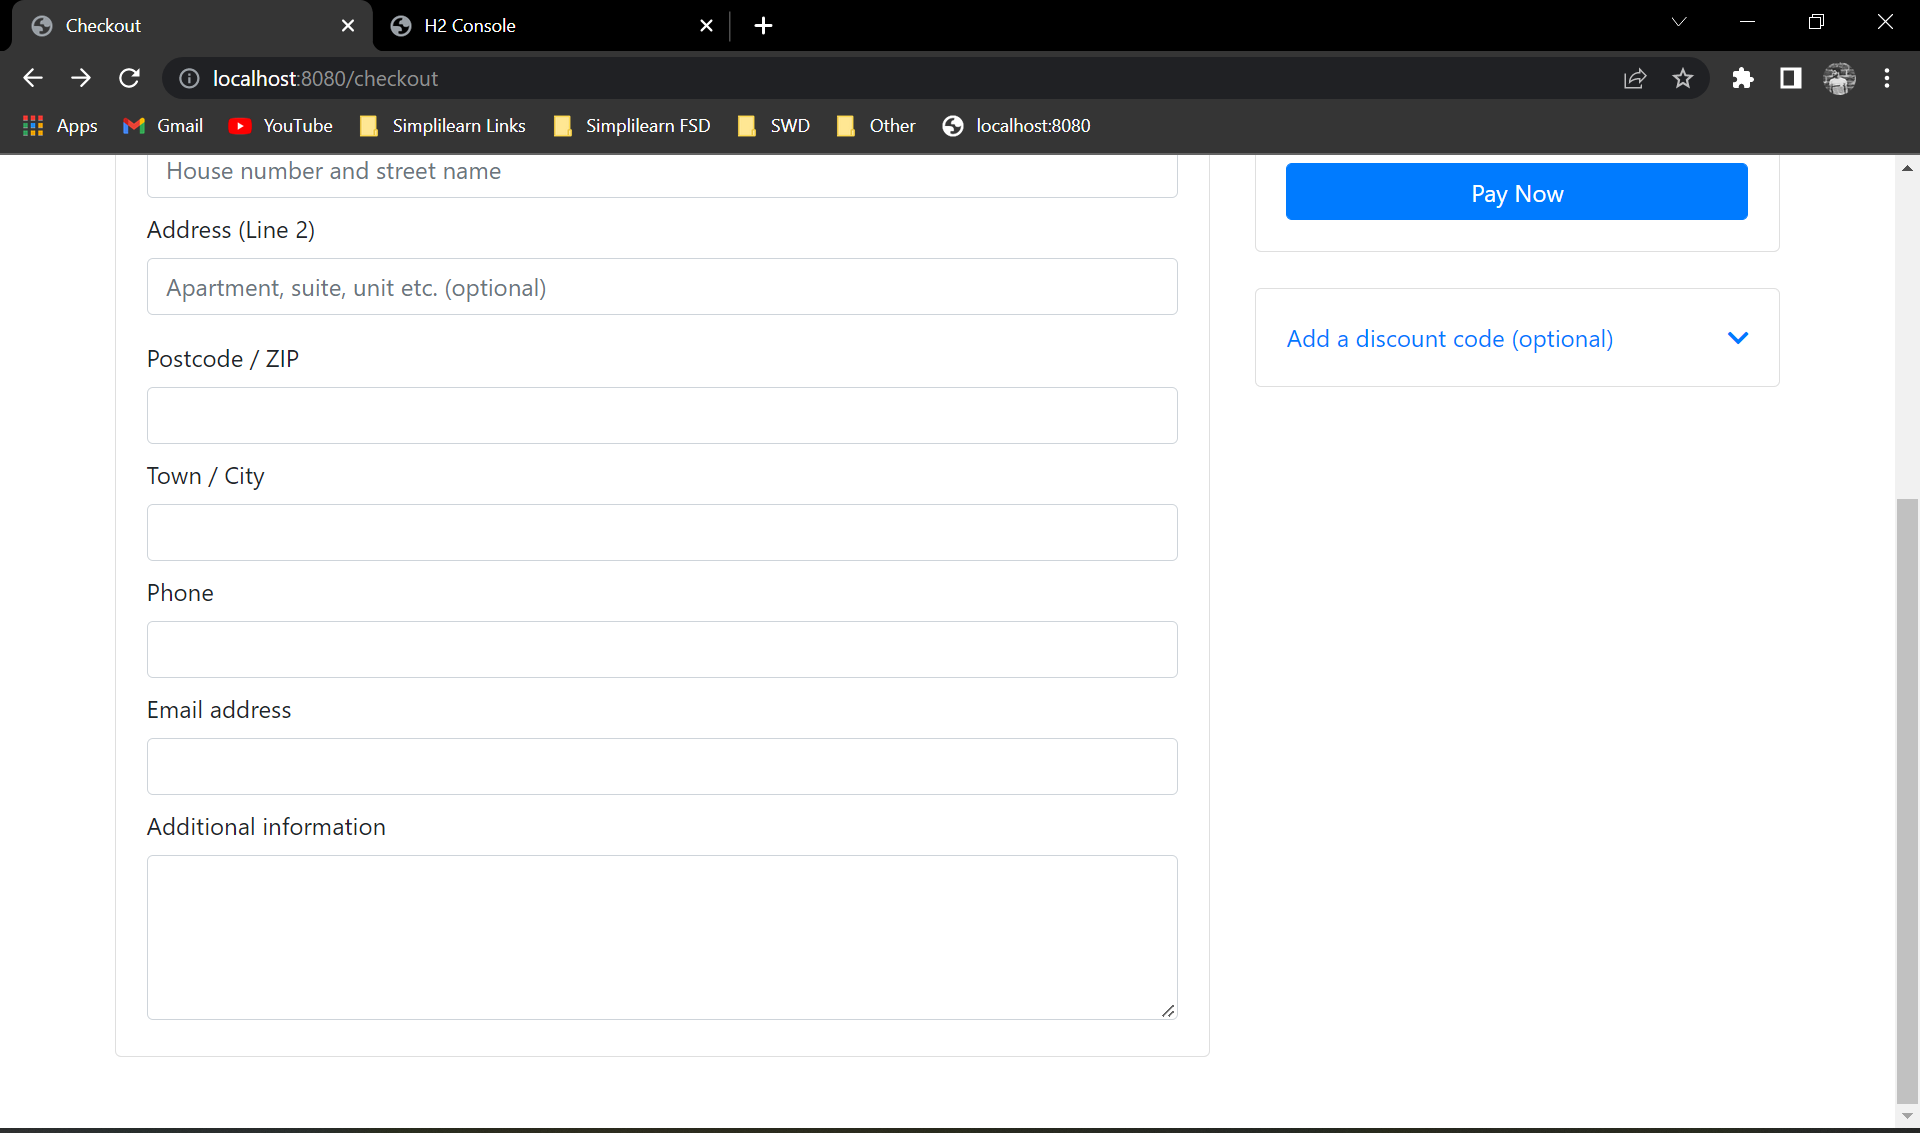 Checkout
H2 Console
localhost:8080/checkout
Apps
Gmail
YouTube
Simplilearn Links
Simplilearn FSD
SWD
Other
localhost:8080
House number and street name
Address (Line 2)
Apartment, suite, unit etc. (optional)
Postcode / ZIP
Town / City
Phone
Email address
Additional information
Pay Now
Add a discount code (optional)